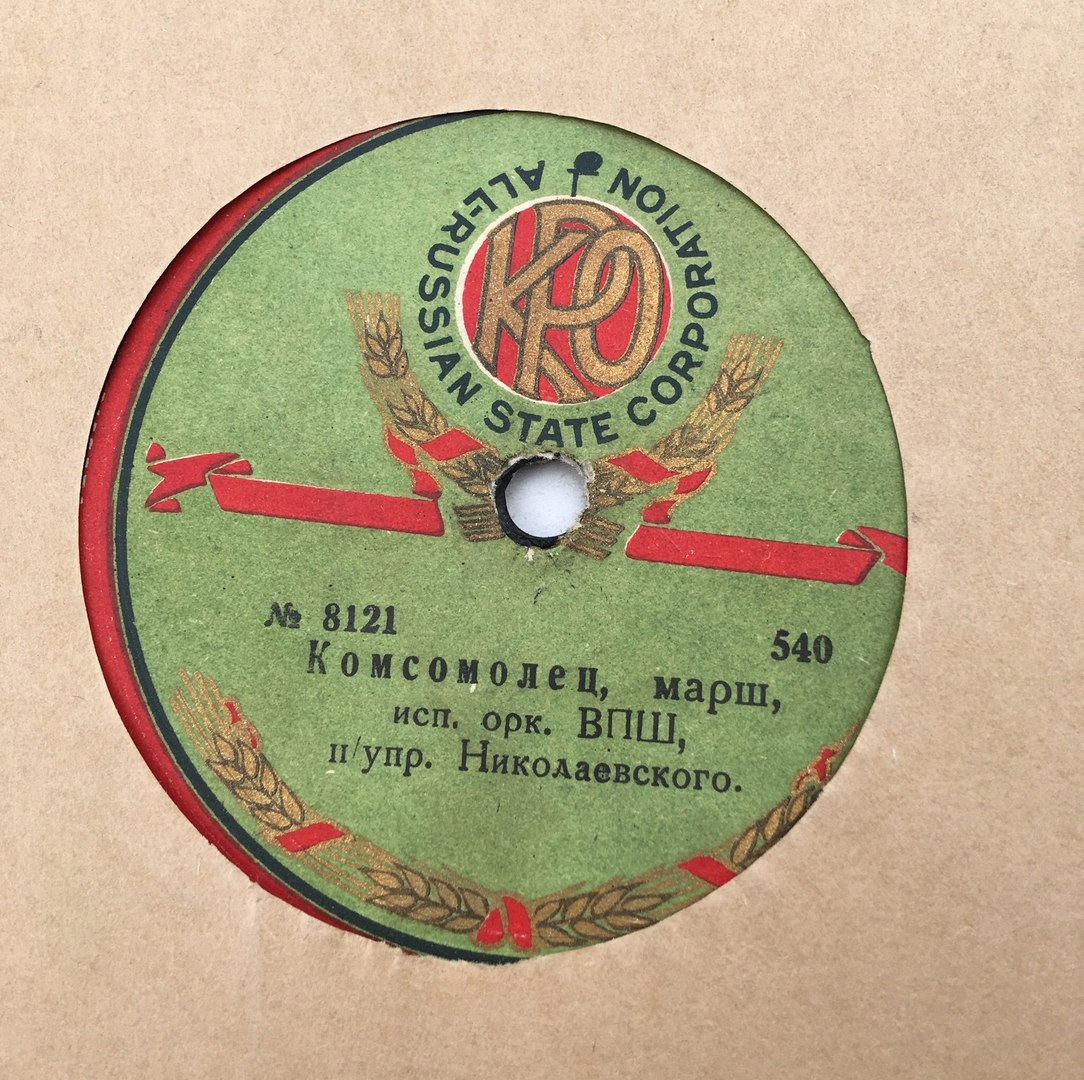 ALL-RUSSIAN STATE CORPORATION
КРО
№ 8121
540
Комсомолец, марш,
исп. орк. ВПШ,
п/упр. Николаевского.